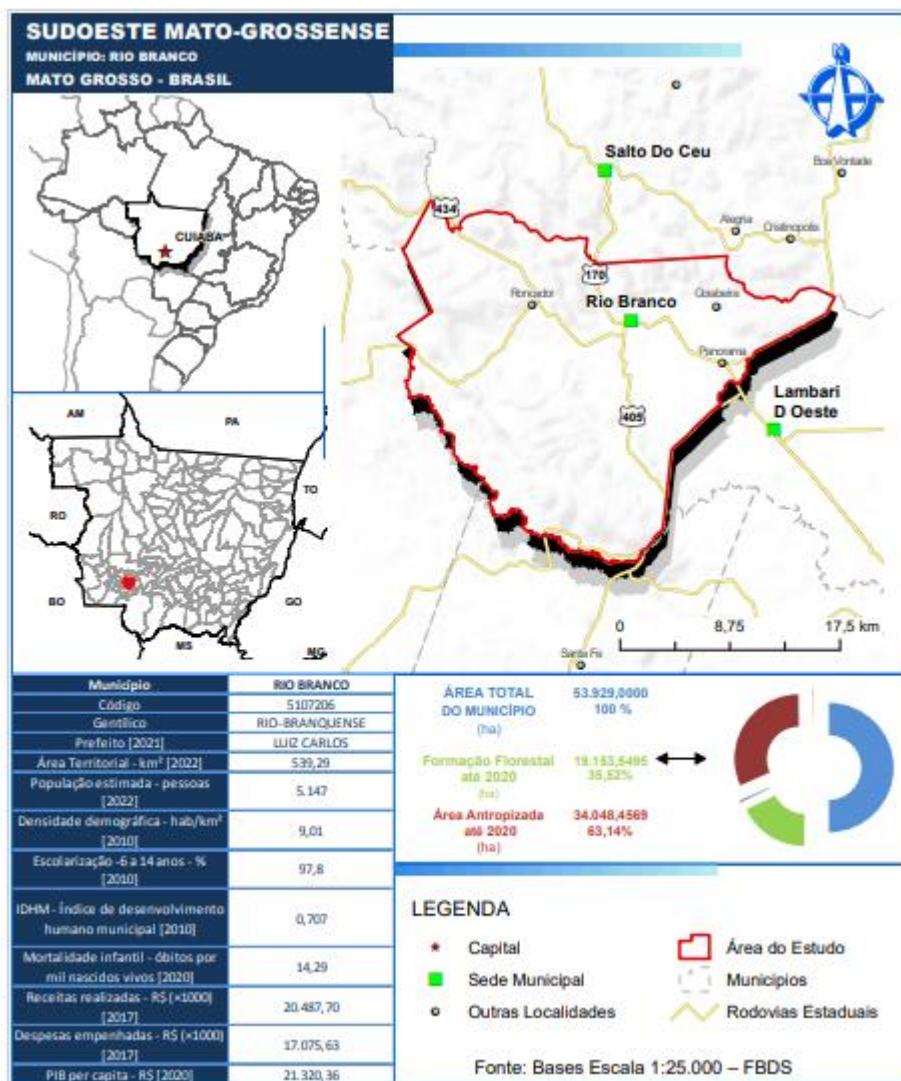 SUDOESTE MATO-GROSSENSE
MUNICÍPIO: RIO BRANCO
MATO GROSSO - BRASIL
CUIABÁ
AM
PA
TO
RO
BO
GO
MS
MG
Salto Do Ceu
Boa Vontade
434
Alegria
Cristinopolis
170
Roncador
Rio Branco
Goiabeira
Panorama
Lambari
D Oeste
405
Santa Fe
0 8,75 17,5 km
Município RIO BRANCO
Código 5107206
Gentílico RIO-BRANQUENSE
Prefeito [2021] LUIZ CARLOS
Área Territorial - km² [2022] 539,29
População estimada - pessoas
[2022] 5.147
Densidade demográfica - hab/km²
[2010] 9,01
Escolarização -6 a 14 anos - %
[2010] 97,8
IDHM - Índice de desenvolvimento
humano municipal [2010] 0,707
Mortalidade infantil - óbitos por
mil nascidos vivos [2020] 14,29
Receitas realizadas - R$ (×1000)
[2017] 20.487,70
Despesas empenhadas - R$ (×1000)
[2017] 17.075,63
PIB per capita - R$ [2020] 21.320,36
ÁREA TOTAL 53.929,0000
DO MUNICÍPIO 100 %
(ha)
Formação Florestal 19.153,5495
até 2020 35,52%
(ha)
Área Antropizada 34.048,4569
até 2020 63,14%
(ha)
LEGENDA
Capital
Sede Municipal
Outras Localidades
Área do Estudo
Municipios
Rodovias Estaduais
Fonte: Bases Escala 1:25.000 – FBDS